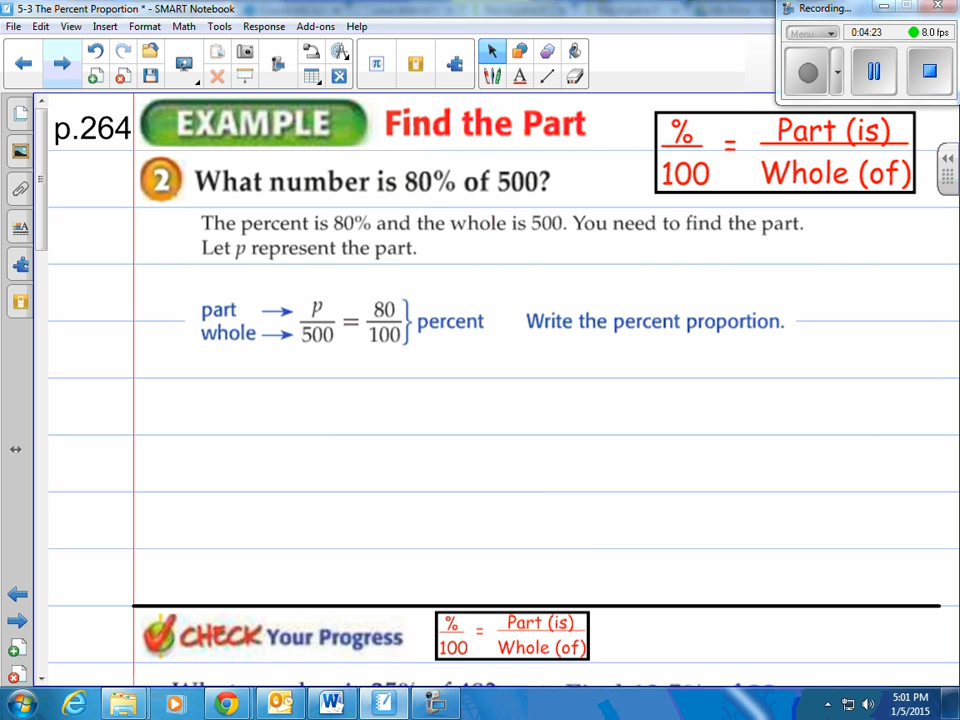 5-3 The Percent Proportion * - SMART Notebook
Recording...
File Edit View Insert Format Math Tools Response Add-ons Help
Menu
0:04:23
8.0 fps
p.264
EXAMPLE Find the Part
% = Part (is)
100 Whole (of)
2 What number is 80% of 500?
The percent is 80% and the whole is 500. You need to find the part.
Let p represent the part.
part → p = 80 } percent Write the percent proportion.
whole → 500 100
CHECK Your Progress
% = Part (is)
100 Whole (of)
5:01 PM
1/5/2015